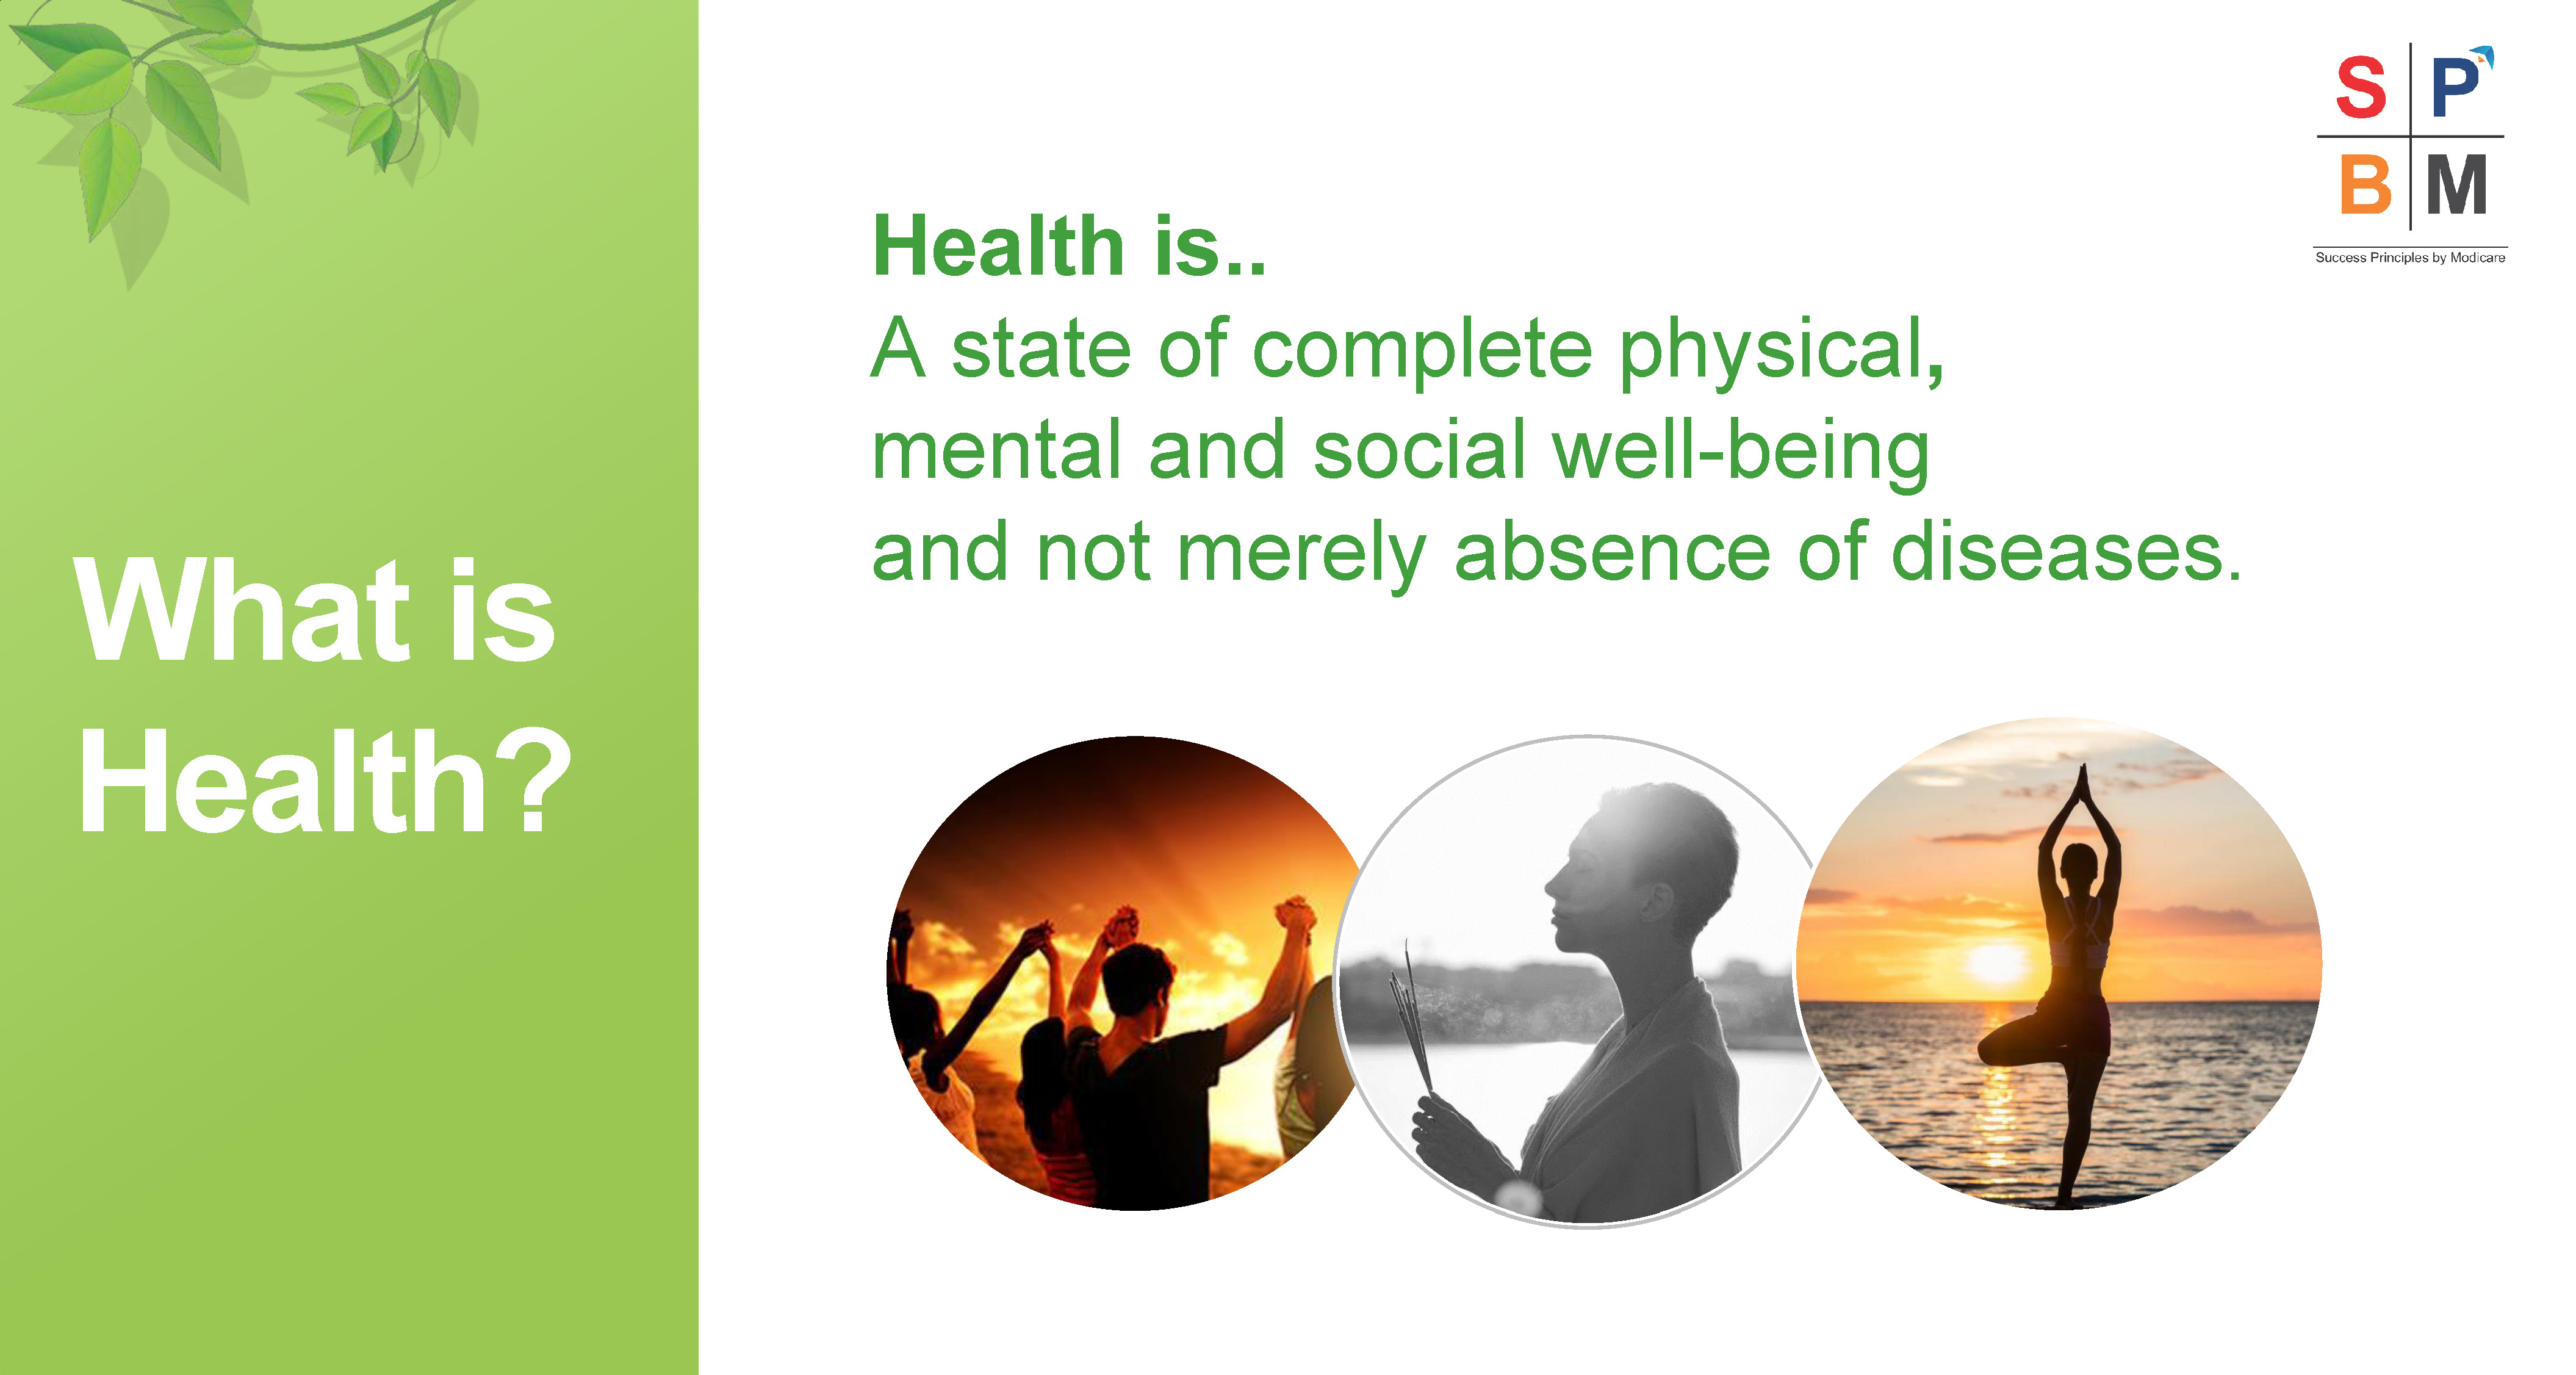 What is
Health?
S P
B M
Success Principles by Modicare
Health is..
A state of complete physical,
mental and social well-being
and not merely absence of diseases.